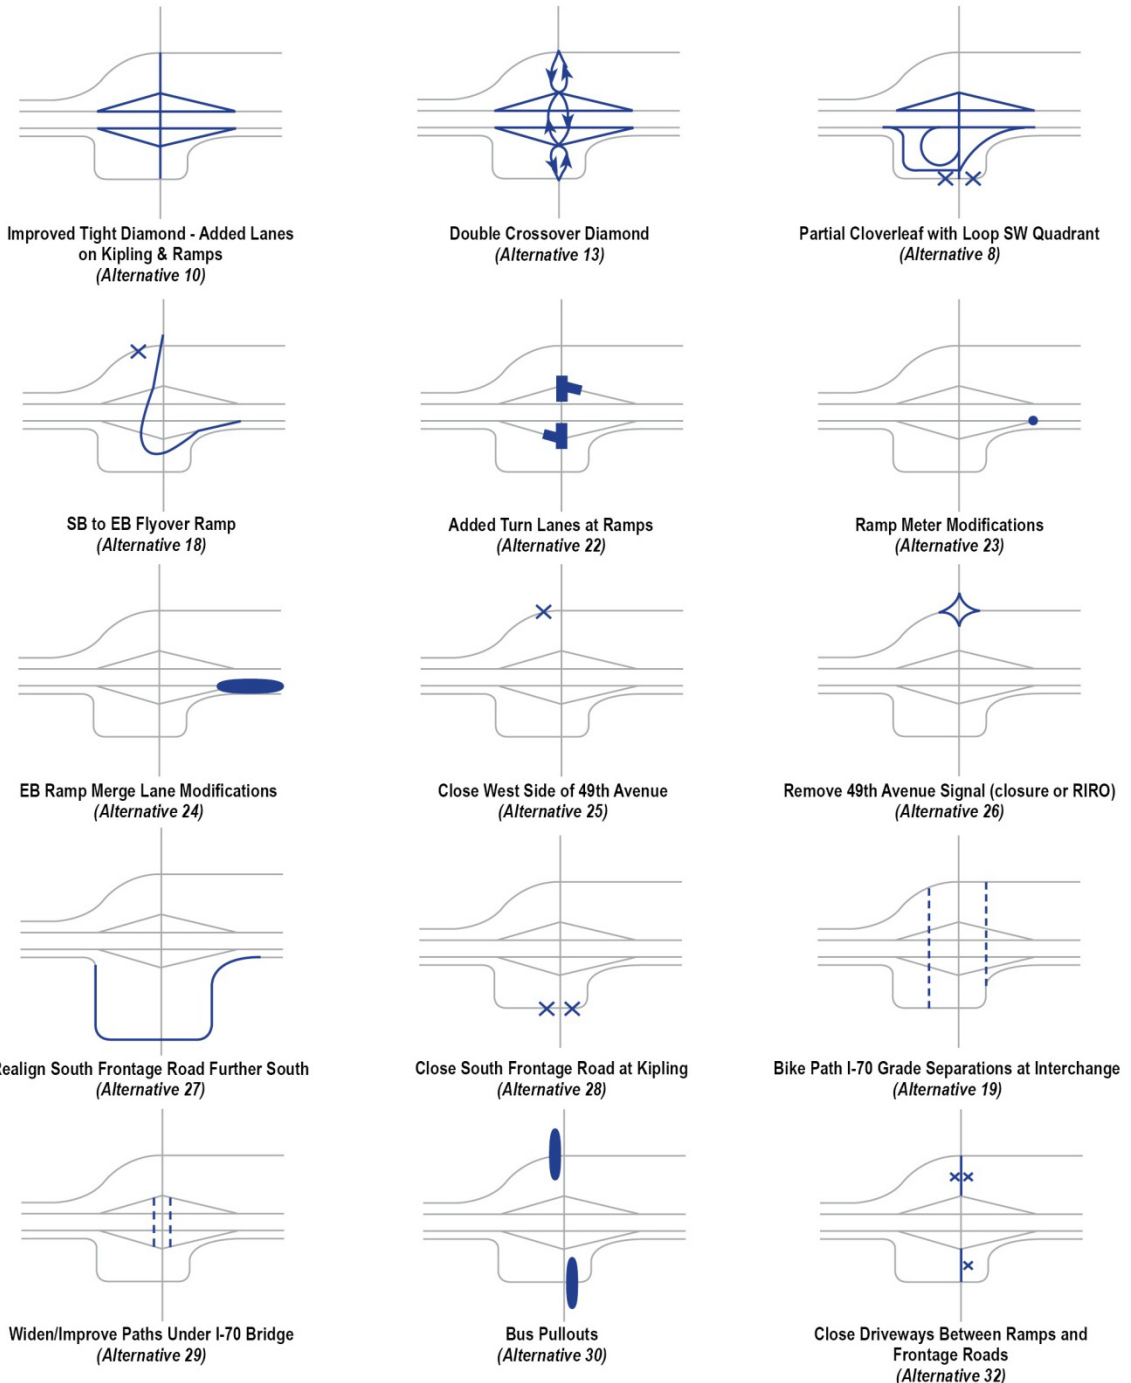 Improved Tight Diamond - Added Lanes
on Kipling & Ramps
(Alternative 10)
Double Crossover Diamond
(Alternative 13)
Partial Cloverleaf with Loop SW Quadrant
(Alternative 8)
SB to EB Flyover Ramp
(Alternative 18)
Added Turn Lanes at Ramps
(Alternative 22)
Ramp Meter Modifications
(Alternative 23)
EB Ramp Merge Lane Modifications
(Alternative 24)
Close West Side of 49th Avenue
(Alternative 25)
Remove 49th Avenue Signal (closure or RIRO)
(Alternative 26)
Realign South Frontage Road Further South
(Alternative 27)
Close South Frontage Road at Kipling
(Alternative 28)
Bike Path I-70 Grade Separations at Interchange
(Alternative 19)
Widen/Improve Paths Under I-70 Bridge
(Alternative 29)
Bus Pullouts
(Alternative 30)
Close Driveways Between Ramps and
Frontage Roads
(Alternative 32)